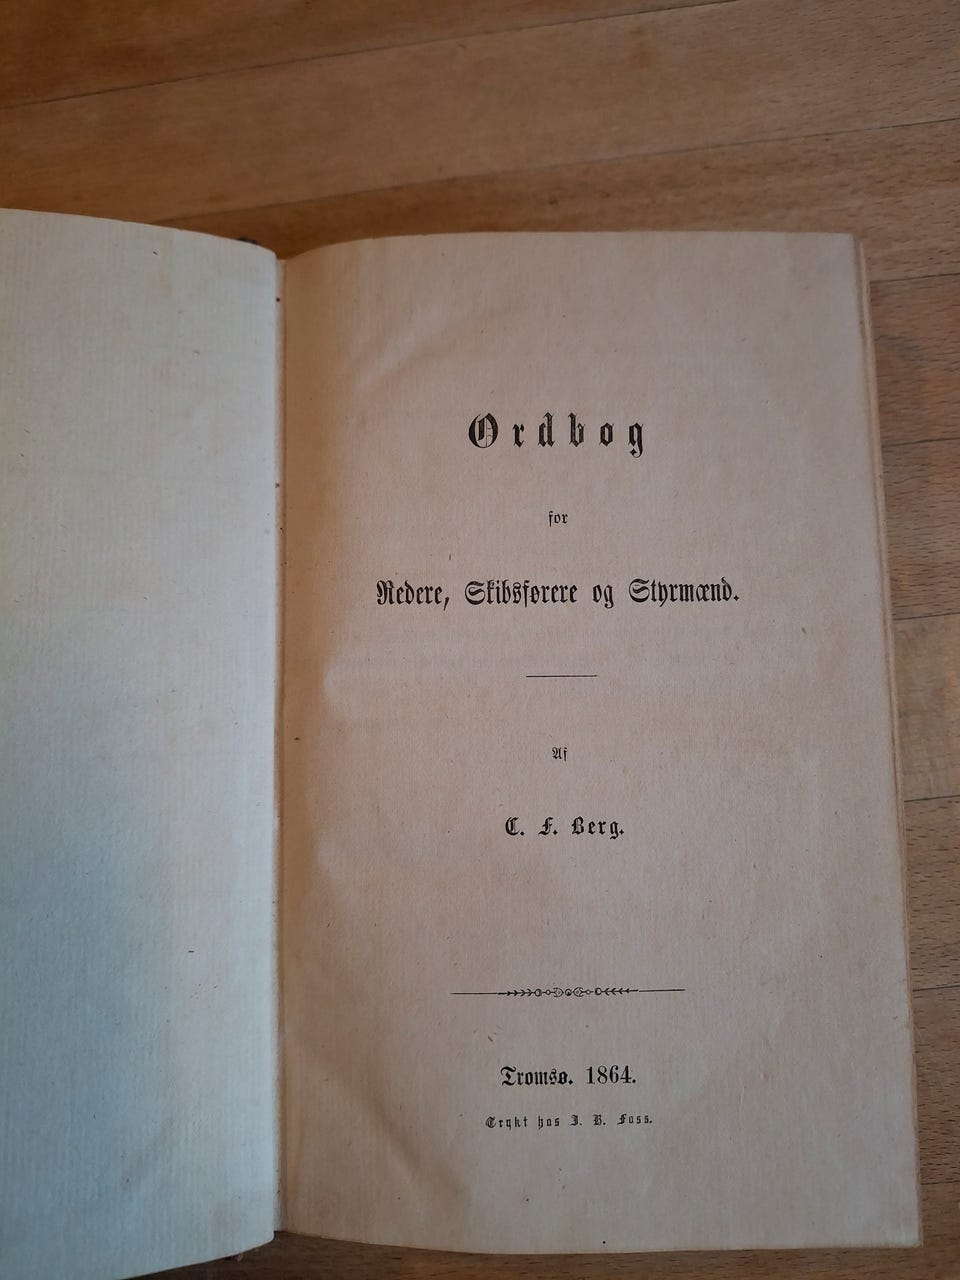 Ordbog
for
Redere, Skibsførere og Styrmænd.
Af
C. F. Berg.
Tromsø. 1864.
Trykt hos J. B. Foss.